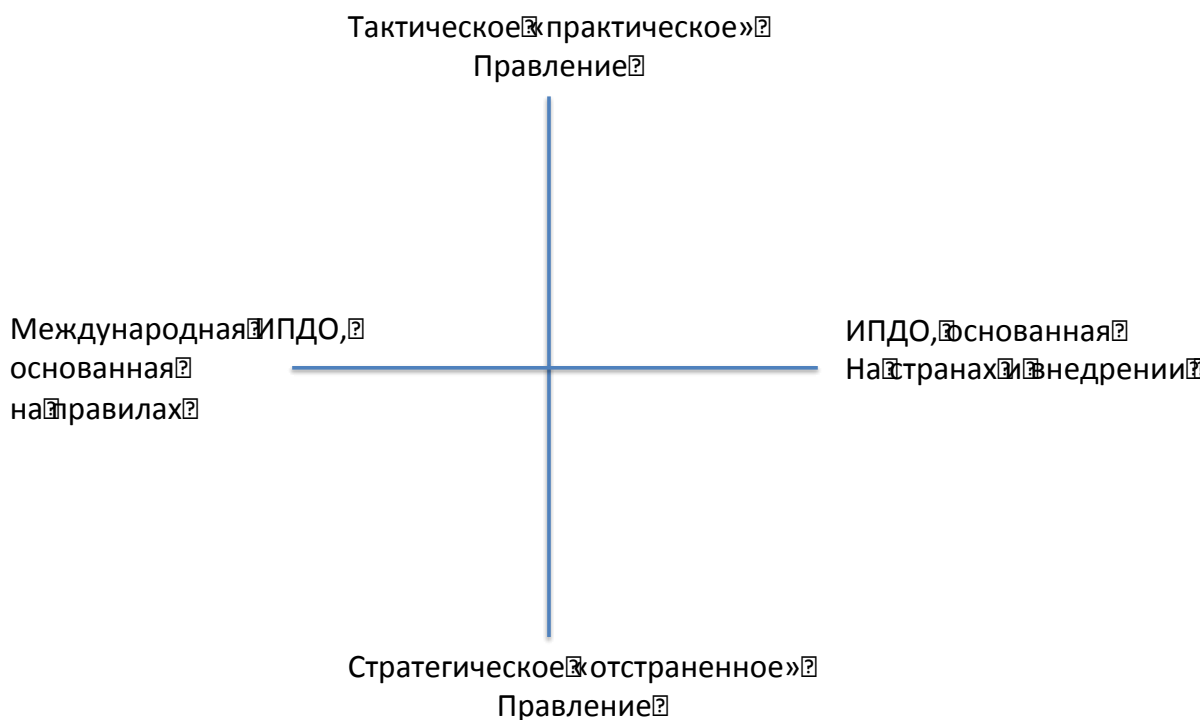 Тактическое «практическое»
Правление
Международная ИПДО,
основанная
на правилах
ИПДО, основанная
На странах и внедрении
Стратегическое «отстраненное»
Правление